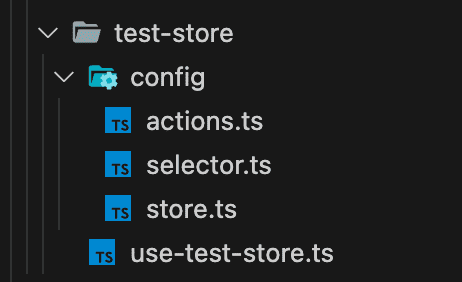 test-store
config
TS actions.ts
TS selector.ts
TS store.ts
TS use-test-store.ts